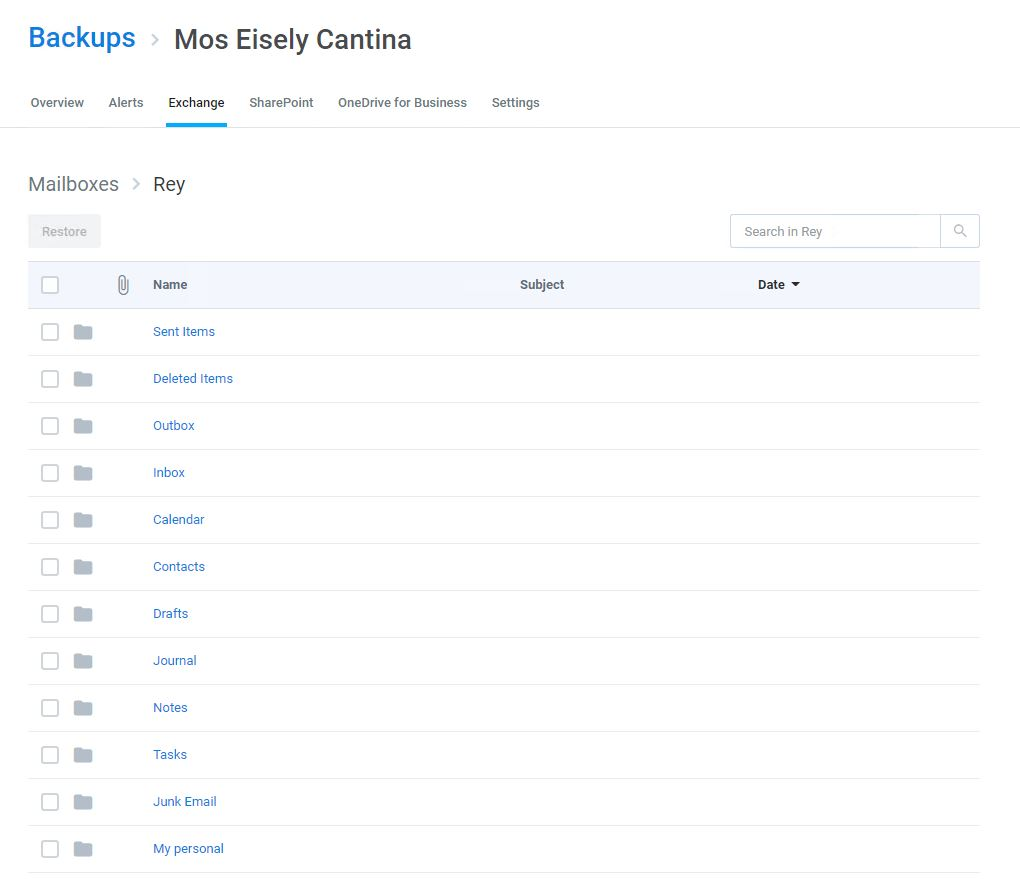 Backups > Mos Eisely Cantina
Overview Alerts Exchange SharePoint OneDrive for Business Settings
Mailboxes > Rey
Restore Search in Rey
Name Subject Date
Sent Items
Deleted Items
Outbox
Inbox
Calendar
Contacts
Drafts
Journal
Notes
Tasks
Junk Email
My personal